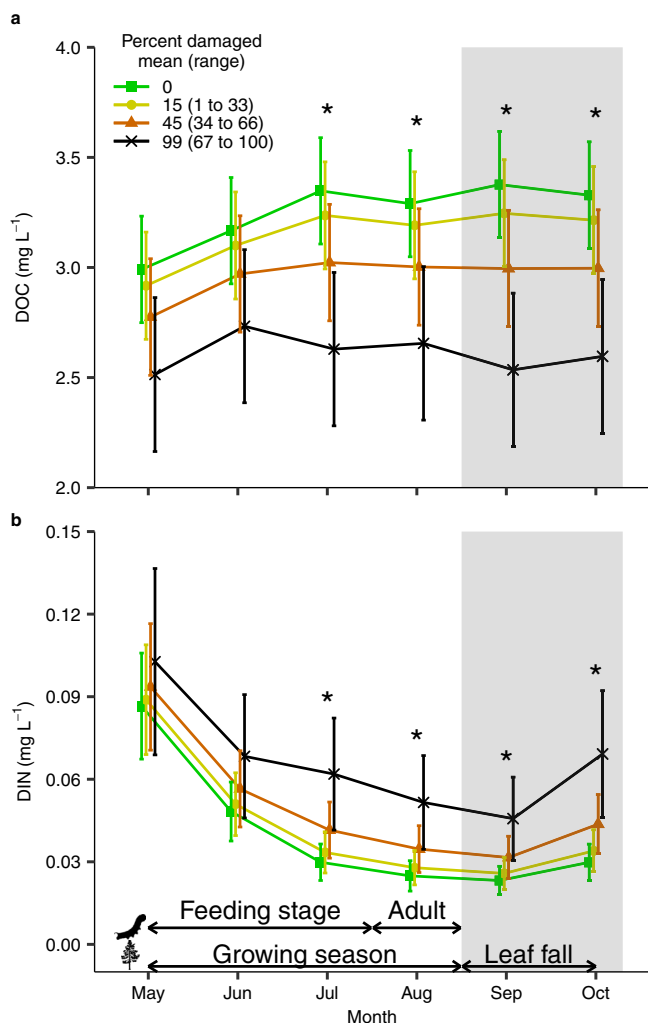 a
Percent damaged
mean (range)
0
15 (1 to 33)
45 (34 to 66)
99 (67 to 100)
* * * *
4.0
3.5
3.0
2.5
2.0
DOC (mg L⁻¹)
b
0.15
0.12
0.09
0.06
0.03
0.00
DIN (mg L⁻¹)
* * * *
Feeding stage Adult
Growing season Leaf fall
May Jun Jul Aug Sep Oct
Month